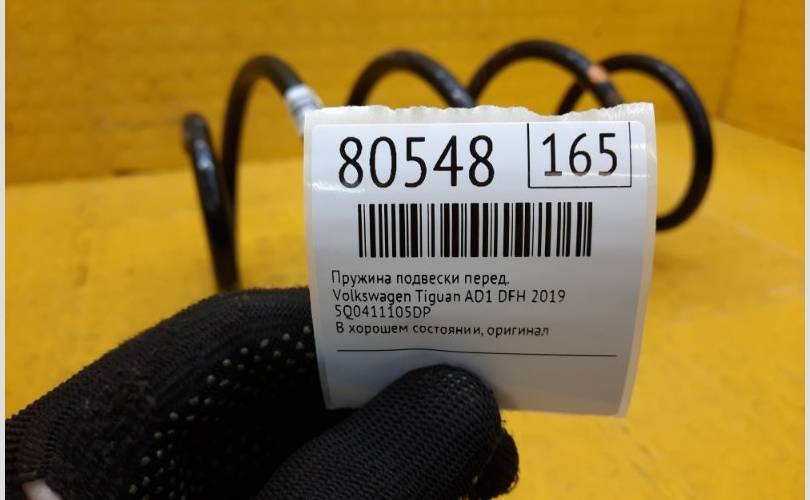 80548 165
Пружина подвески перед.
Volkswagen Tiguan AD1 DFH 2019
5Q0411105DP
В хорошем состоянии, оригинал